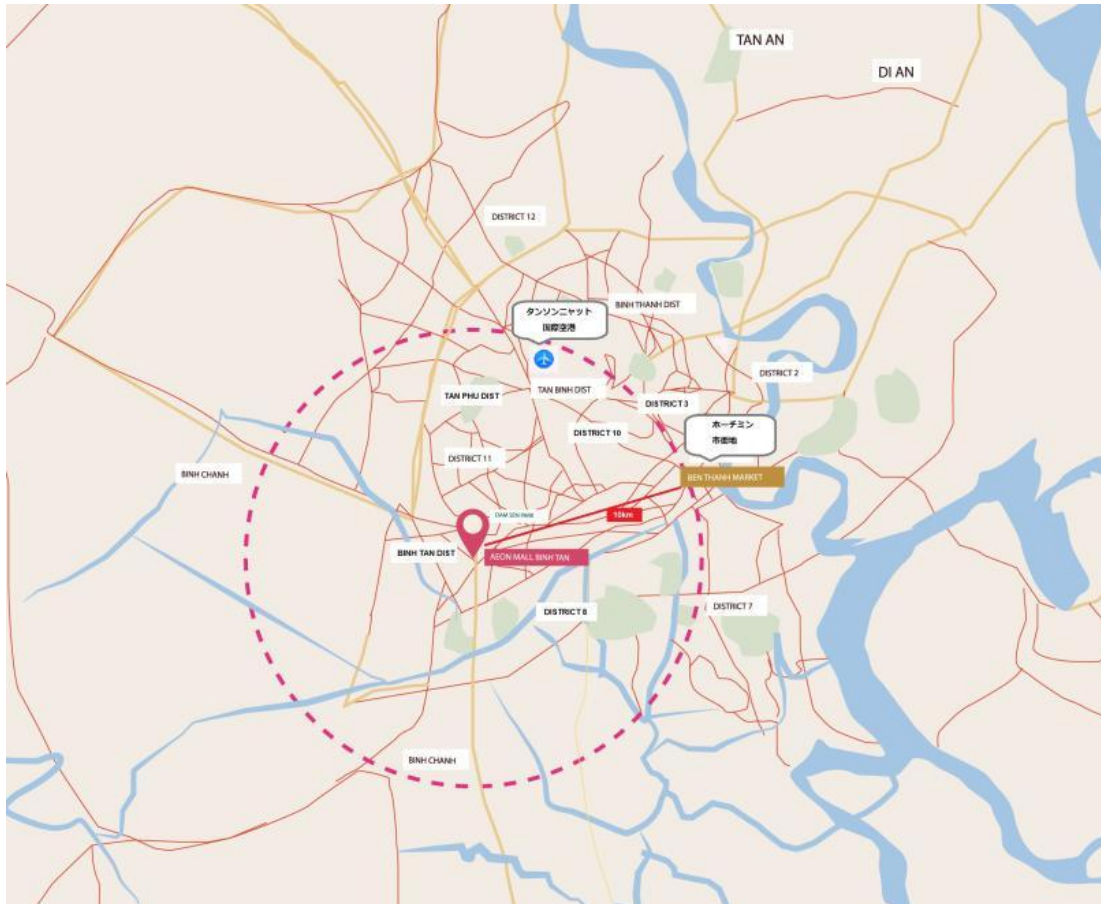 TAN AN
DI AN
DISTRICT 12
BINH THANH DIST
タンソンニャット
国際空港
DISTRICT 2
TAN PHU DIST
TAN BINH DIST
DISTRICT 3
ホーチミン
市街地
DISTRICT 10
DISTRICT 11
BINH CHANH
BEN THANH MARKET
DAM SEN PARK
10km
BINH TAN DIST
AEON MALL BINH TAN
DISTRICT 8
DISTRICT 7
BINH CHANH